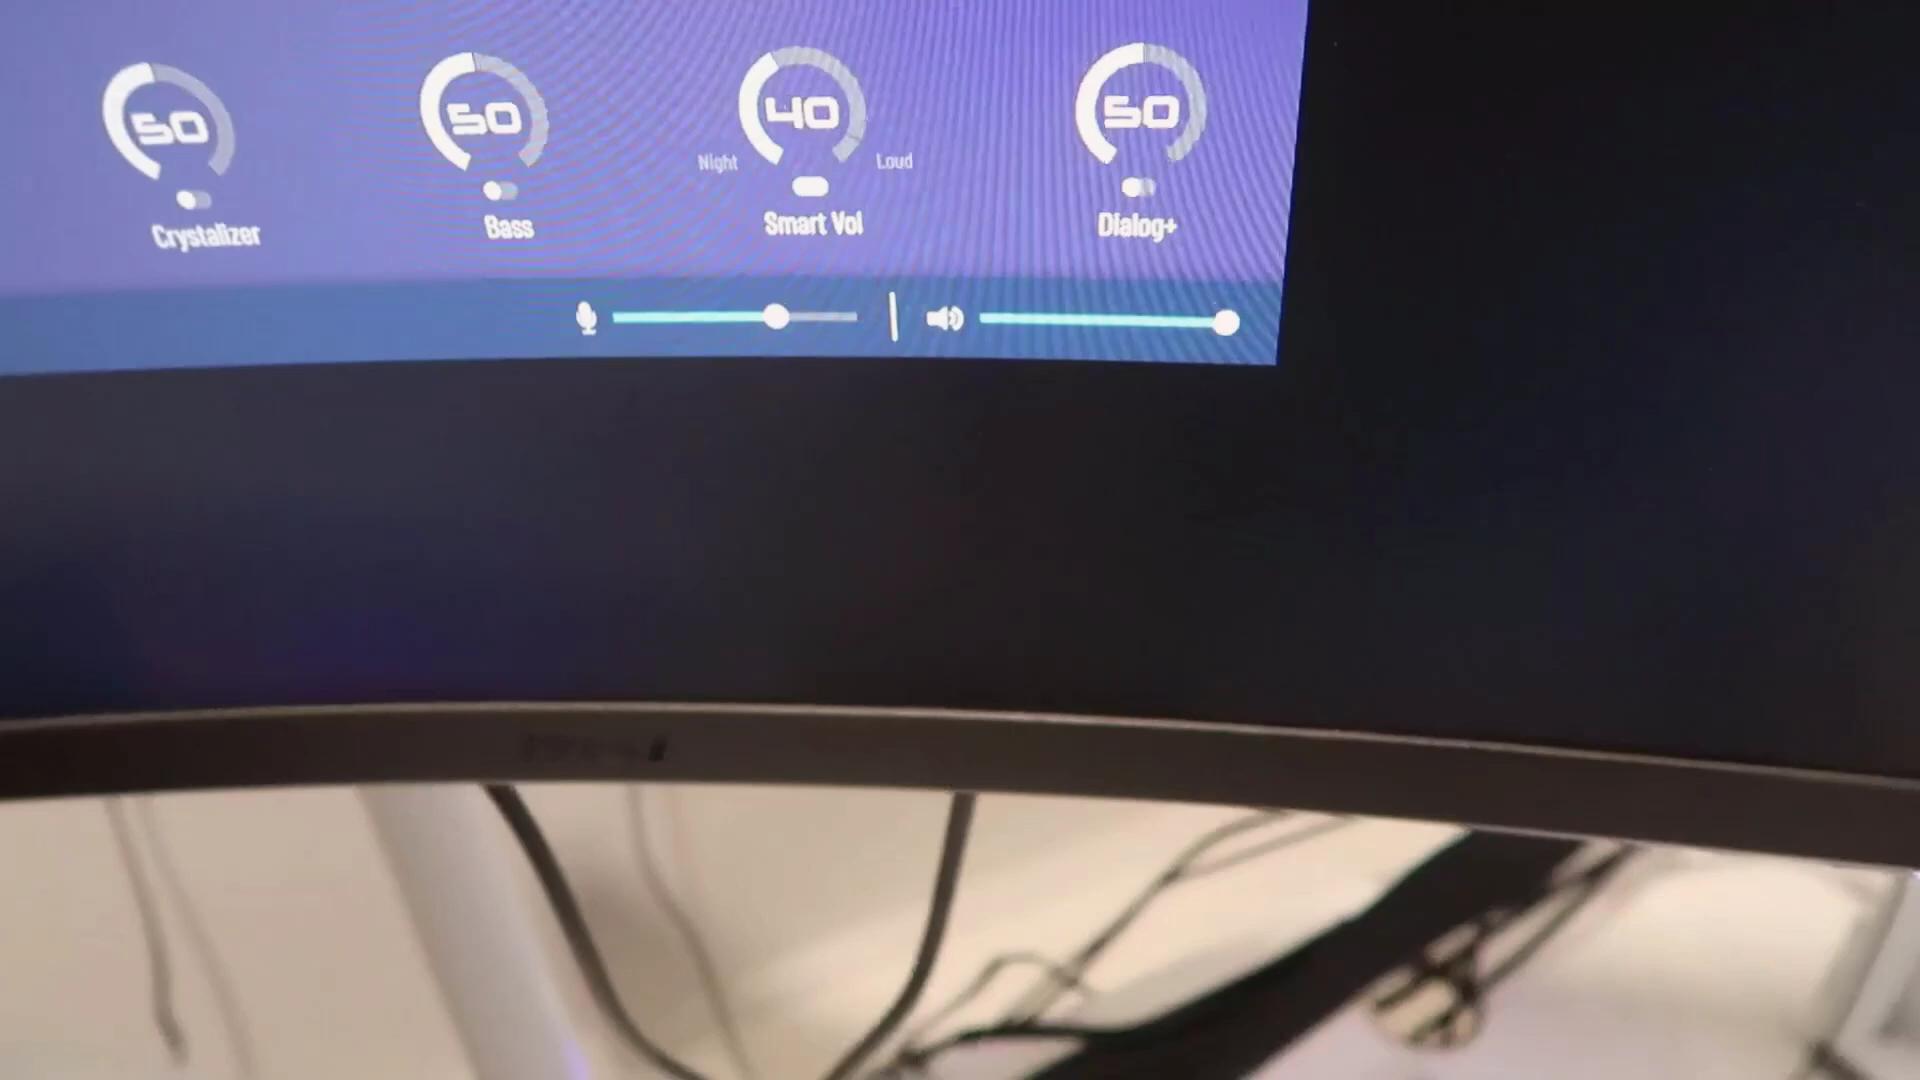 50
50
40
50
Night
Loud
Crystalizer
Bass
Smart Vol
Dialog+